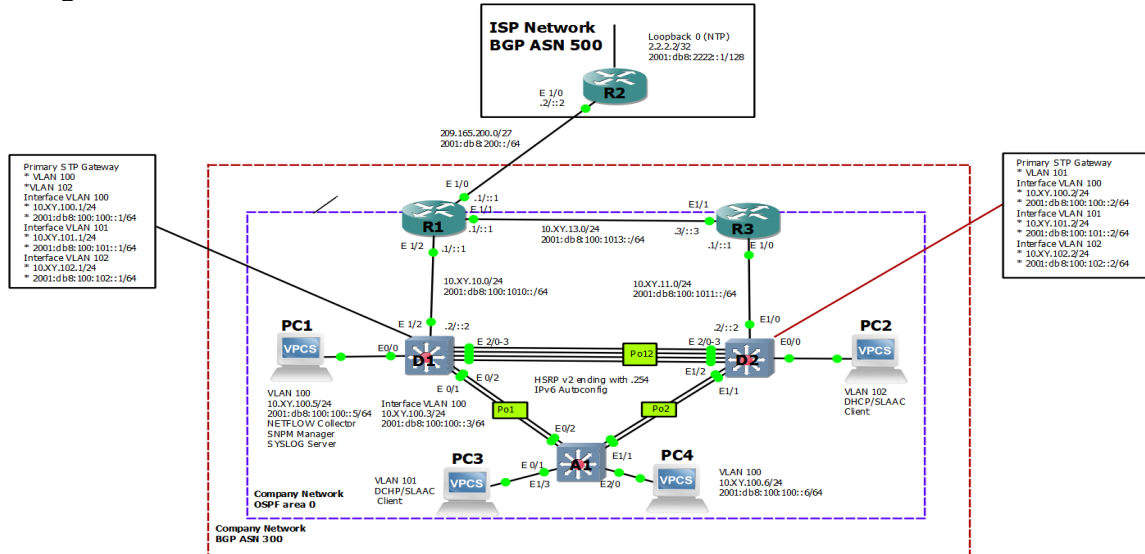 ISP Network
BGP ASN 500
Loopback 0 (NTP)
2.2.2.2/32
2001:db8:2222::1/128
R2
E 1/0
.2/::2
209.165.200.0/27
2001:db8:200::/64
Primary STP Gateway
* VLAN 100
*VLAN 102
Interface VLAN 100
* 10.XY.100.1/24
* 2001:db8:100:100::1/64
Interface VLAN 101
* 10.XY.101.1/24
* 2001:db8:100:101::1/64
Interface VLAN 102
* 10.XY.102.1/24
* 2001:db8:100:102::1/64
Primary STP Gateway
* VLAN 101
Interface VLAN 100
* 10.XY.100.2/24
* 2001:db8:100:100::2/64
Interface VLAN 101
* 10.XY.101.2/24
* 2001:db8:100:101::2/64
Interface VLAN 102
* 10.XY.102.2/24
* 2001:db8:100:102::2/64
E 1/0
.1/::1
R1
E 1/1
.1/::1
E 1/2
.1/::1
10.XY.13.0/24
2001:db8:100:1013::/64
E1/1
.3/::3
R3
.1/::1
E 1/0
10.XY.10.0/24
2001:db8:100:1010::/64
10.XY.11.0/24
2001:db8:100:1011::/64
E 1/2
.2/::2
E1/0
.2/::2
PC1
VPCS
E0/0
D1
E 2/0-3
Po12
E 2/0-3
D2
E0/0
PC2
VPCS
E 0/2
E 0/1
E1/2
E1/1
HSRP v2 ending with .254
IPv6 Autoconfig
VLAN 100
10.XY.100.5/24
2001:db8:100:100::5/64
NETFLOW Collector
SNPM Manager
SYSLOG Server
Interface VLAN 100
10.XY.100.3/24
2001:db8:100:100::3/64
VLAN 102
DHCP/SLAAC
Client
Po1
Po2
E0/2
E 0/1
E1/1
A1
E1/3
E2/0
PC3
VPCS
VLAN 101
DCHP/SLAAC
Client
PC4
VPCS
VLAN 100
10.XY.100.6/24
2001:db8:100:100::6/64
Company Network
OSPF area 0
Company Network
BGP ASN 300